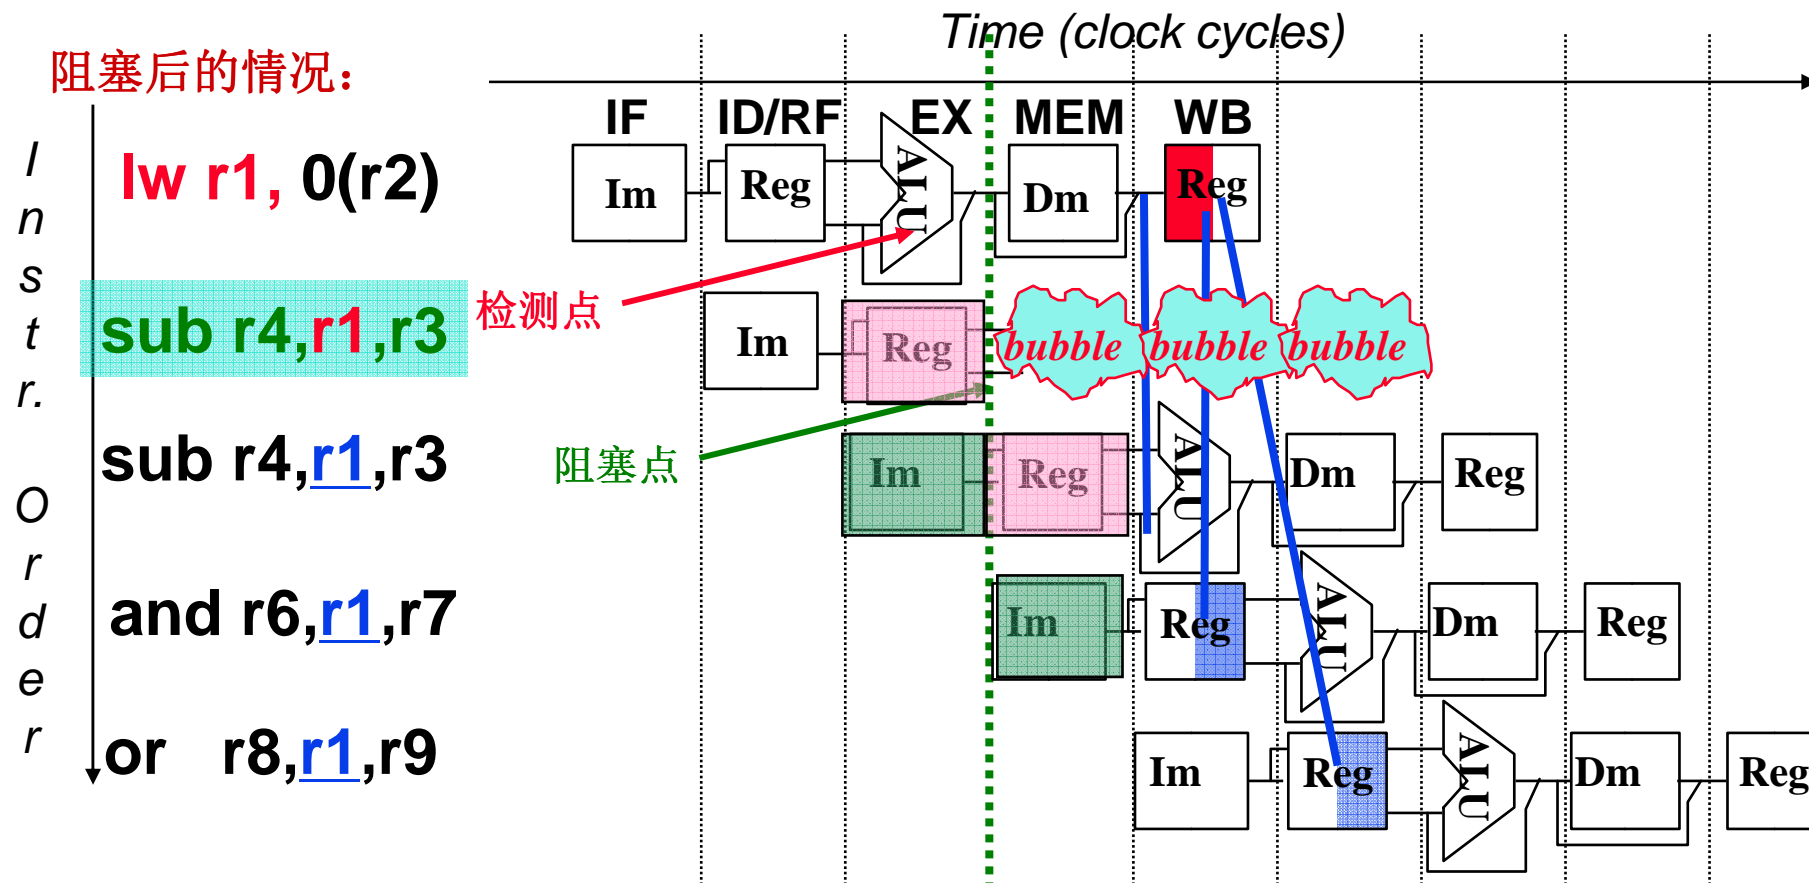 Time (clock cycles)
阻塞后的情况：
Instr. Order
IF ID/RF EX MEM WB
lw r1, 0(r2)
Im Reg ALU Dm Reg
检测点
sub r4,r1,r3
Im Reg bubble bubble bubble
阻塞点
sub r4,r1,r3
Im Reg ALU Dm Reg
and r6,r1,r7
Im Reg ALU Dm Reg
or r8,r1,r9
Im Reg ALU Dm Reg